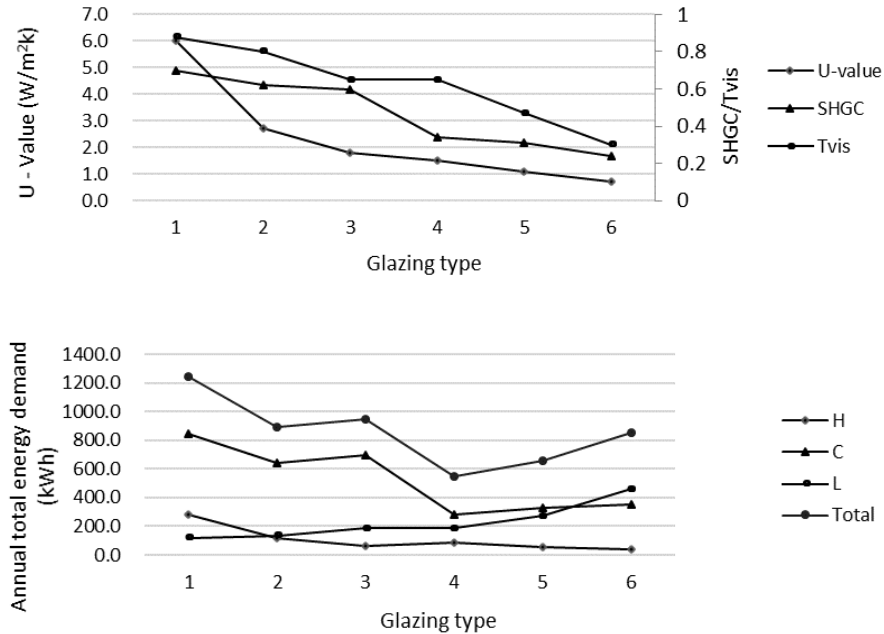 7.0
6.0
5.0
4.0
3.0
2.0
1.0
0.0
U - Value (W/m²k)
1
0.8
0.6
0.4
0.2
0
SHGC/Tvis
1 2 3 4 5 6
Glazing type
U-value
SHGC
Tvis
1400.0
1200.0
1000.0
800.0
600.0
400.0
200.0
0.0
Annual total energy demand
(kWh)
1 2 3 4 5 6
Glazing type
H
C
L
Total